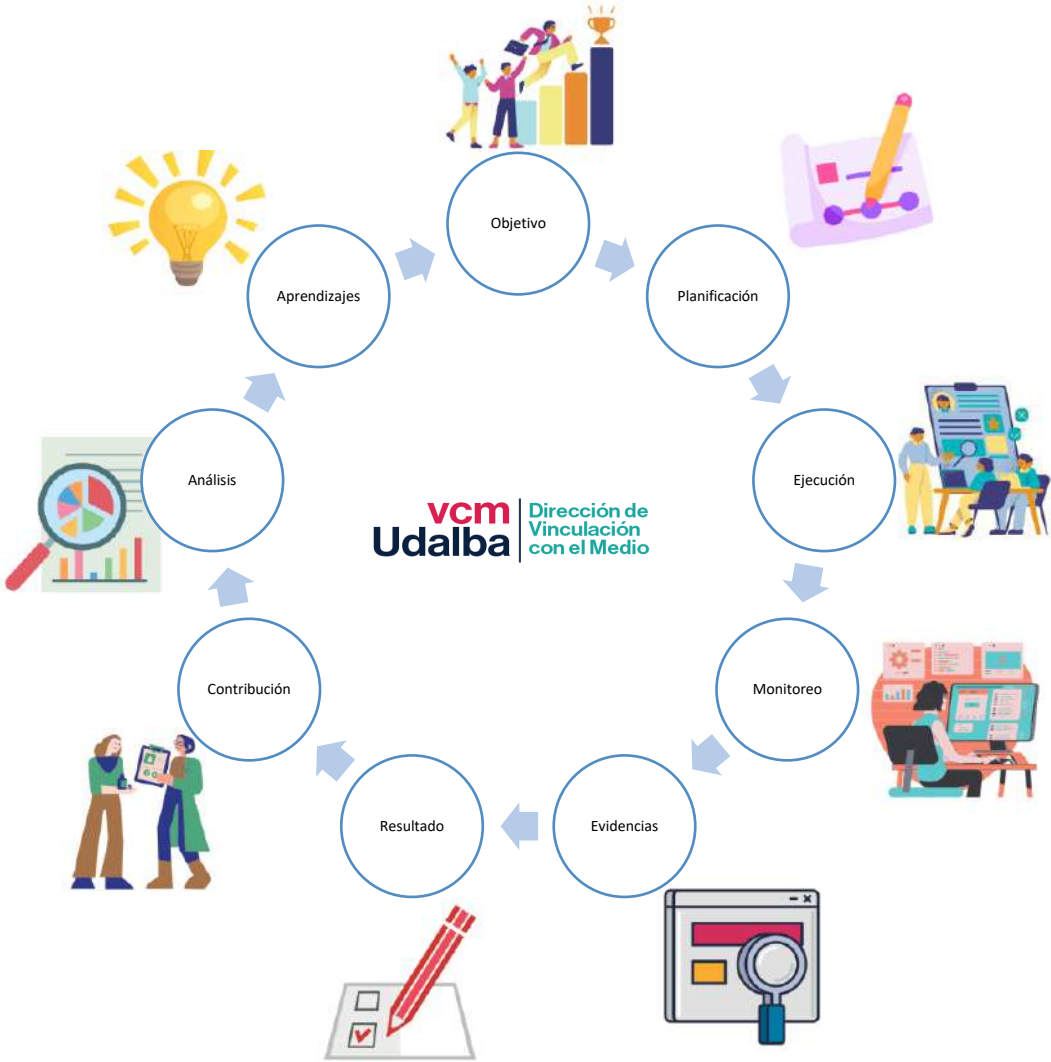 Objetivo
Planificación
Ejecución
Monitoreo
Evidencias
Resultado
Contribución
Análisis
Aprendizajes
vcm
Udalba
Dirección de
Vinculación
con el Medio